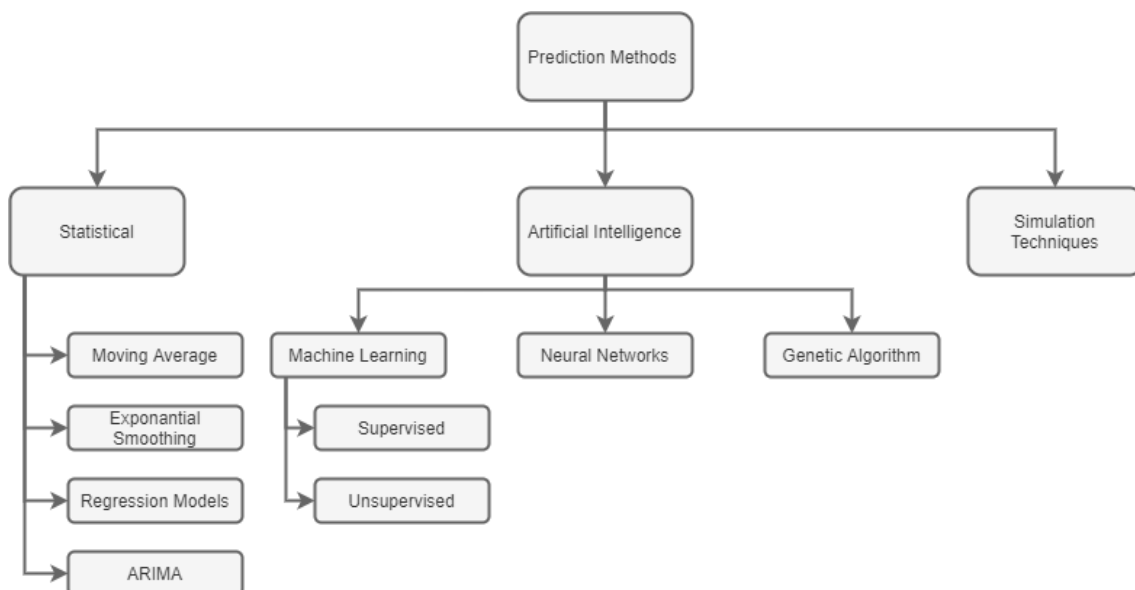 Prediction Methods
Statistical
Artificial Intelligence
Simulation
Techniques
Moving Average
Machine Learning
Neural Networks
Genetic Algorithm
Exponantial
Smoothing
Supervised
Regression Models
Unsupervised
ARIMA